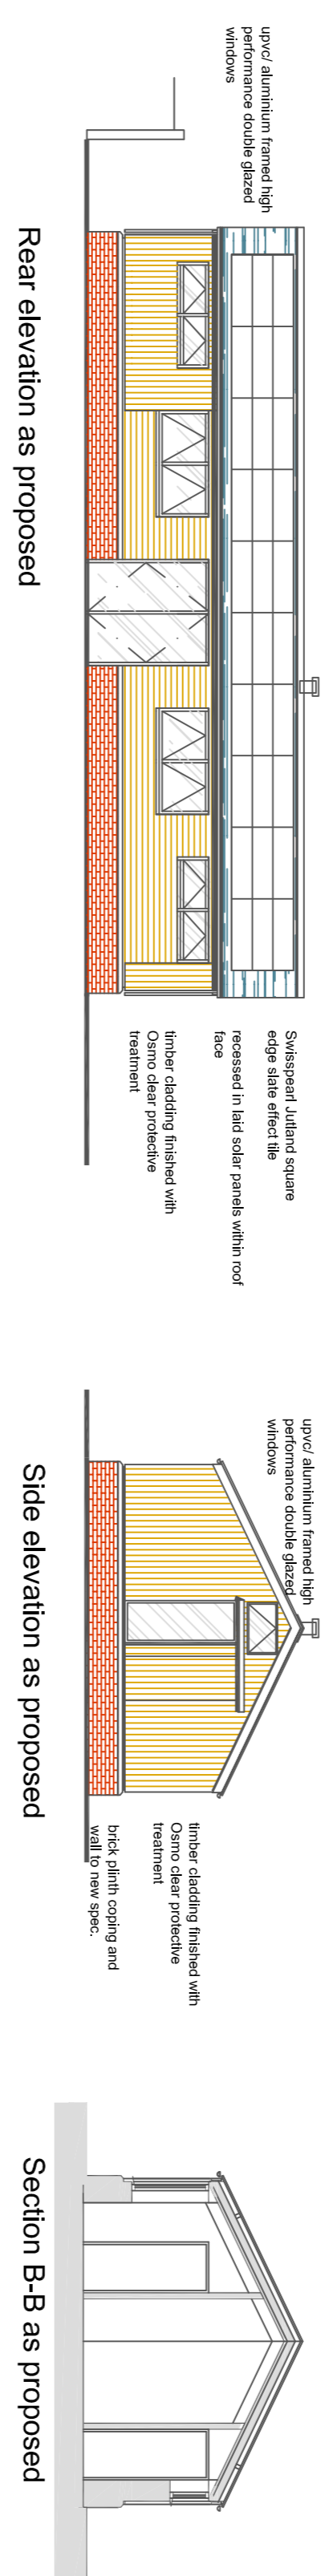 upvc/ aluminium framed high
performance double glazed
windows
Swisspearl Jutland square
edge slate effect tile
recessed in laid solar panels within roof
face
timber cladding finished with
Osmo clear protective
treatment
Rear elevation as proposed
upvc/ aluminium framed high
performance double glazed
windows
timber cladding finished with
Osmo clear protective
treatment
brick plinth coping and
wall to new spec.
Side elevation as proposed
Section B-B as proposed